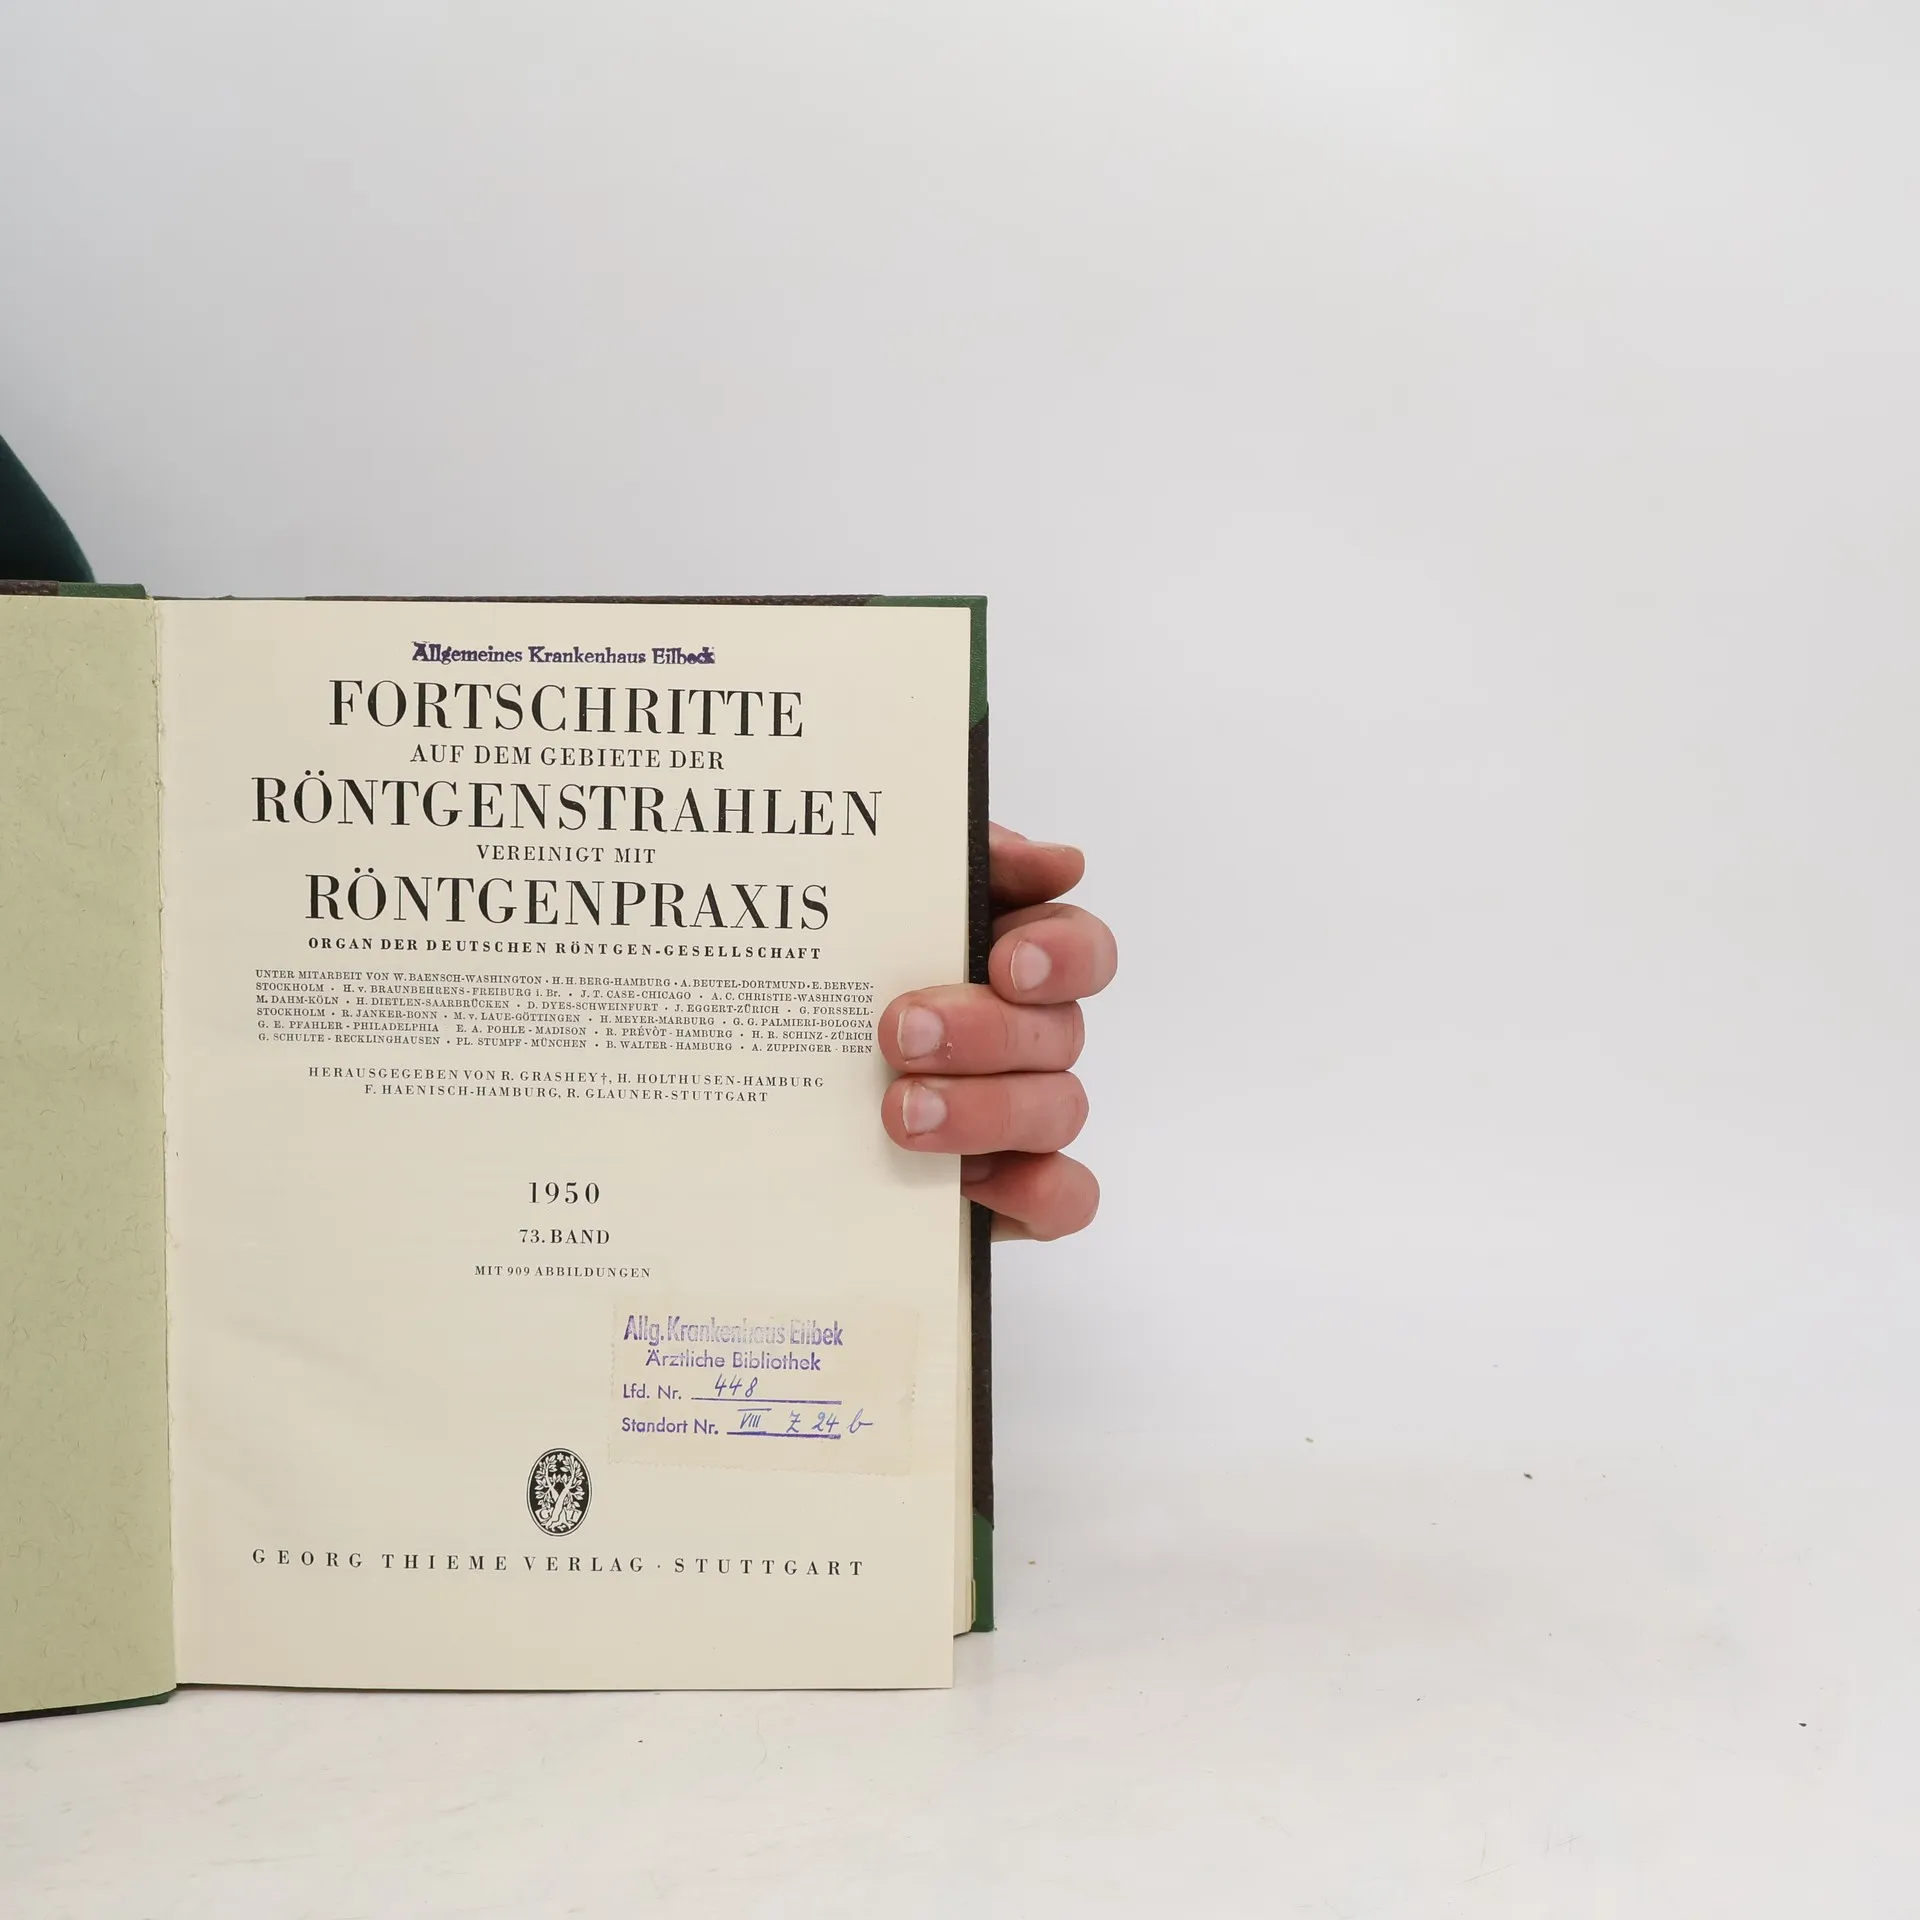 Allgemeines Krankenhaus Eilbeck
FORTSCHRITTE
AUF DEM GEBIETE DER
RÖNTGENSTRAHLEN
VEREINIGT MIT
RÖNTGENPRAXIS
ORGAN DER DEUTSCHEN RÖNTGEN-GESELLSCHAFT
UNTER MITARBEIT VON W. BAENSCH-WASHINGTON · H. H. BERG-HAMBURG · A. BEUTEL-DORTMUND · E. BERVEN-
STOCKHOLM · H. v. BRAUNBEHRENS-FREIBURG i. Br. · J. T. CASE-CHICAGO · A. C. CHRISTIE-WASHINGTON
M. DAHM-KÖLN · H. DIETLEN-SAARBRÜCKEN · D. DYES-SCHWEINFURT · J. EGGERT-ZÜRICH · G. FORSSELL-
STOCKHOLM · R. JANKER-BONN · M. v. LAUE-GÖTTINGEN · H. MEYER-MARBURG · G. G. PALMIERI-BOLOGNA
G. E. PFAHLER-PHILADELPHIA E. A. POHLE-MADISON · R. PRÉVÔT-HAMBURG · H. R. SCHINZ-ZÜRICH
G. SCHULTE-RECKLINGHAUSEN · PL. STUMPF-MÜNCHEN · B. WALTER-HAMBURG · A. ZUPPINGER-BERN
HERAUSGEGEBEN VON R. GRASHEY†, H. HOLTHUSEN-HAMBURG
F. HAENISCH-HAMBURG, R. GLAUNER-STUTTGART
1950
73. BAND
MIT 909 ABBILDUNGEN
Allg. Krankenhaus Eilbek
Ärztliche Bibliothek
Lfd. Nr. 448
Standort Nr. VIII Z 24 b
G T
GEORG THIEME VERLAG · STUTTGART